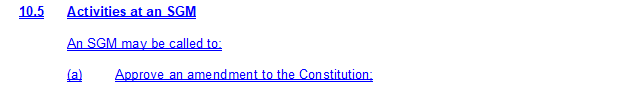 10.5 Activities at an SGM
An SGM may be called to:
(a) Approve an amendment to the Constitution;